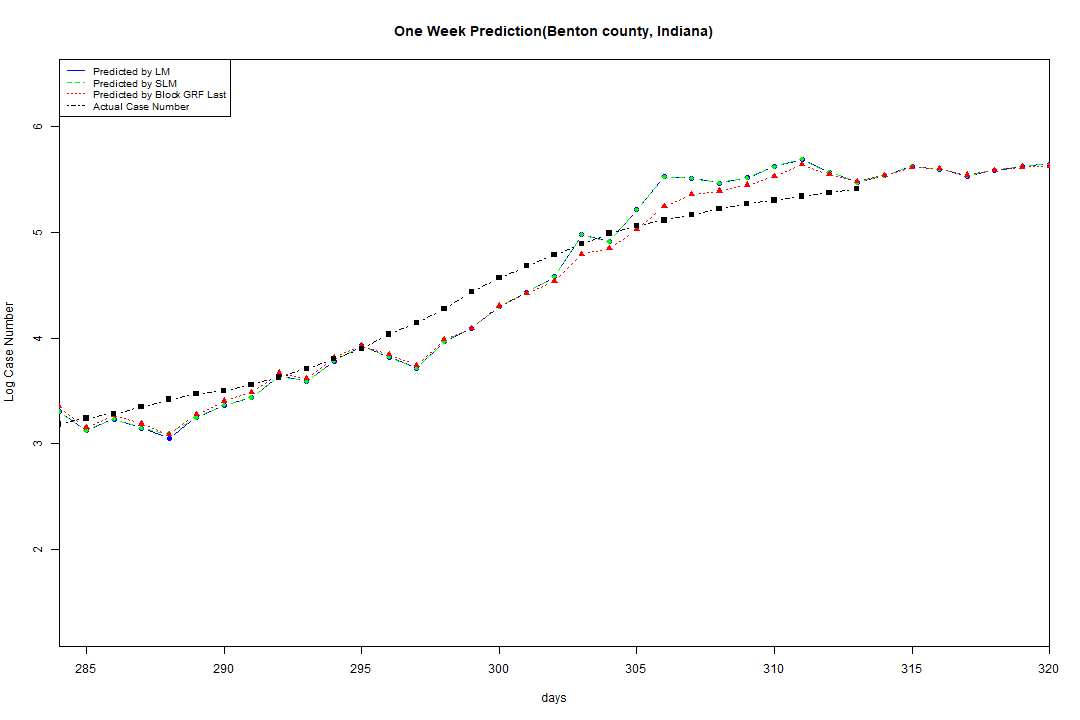 One Week Prediction(Benton county, Indiana)
Predicted by LM
Predicted by SLM
Predicted by Block GRF Last
Actual Case Number
Log Case Number
6
5
4
3
2
285 290 295 300 305 310 315 320
days